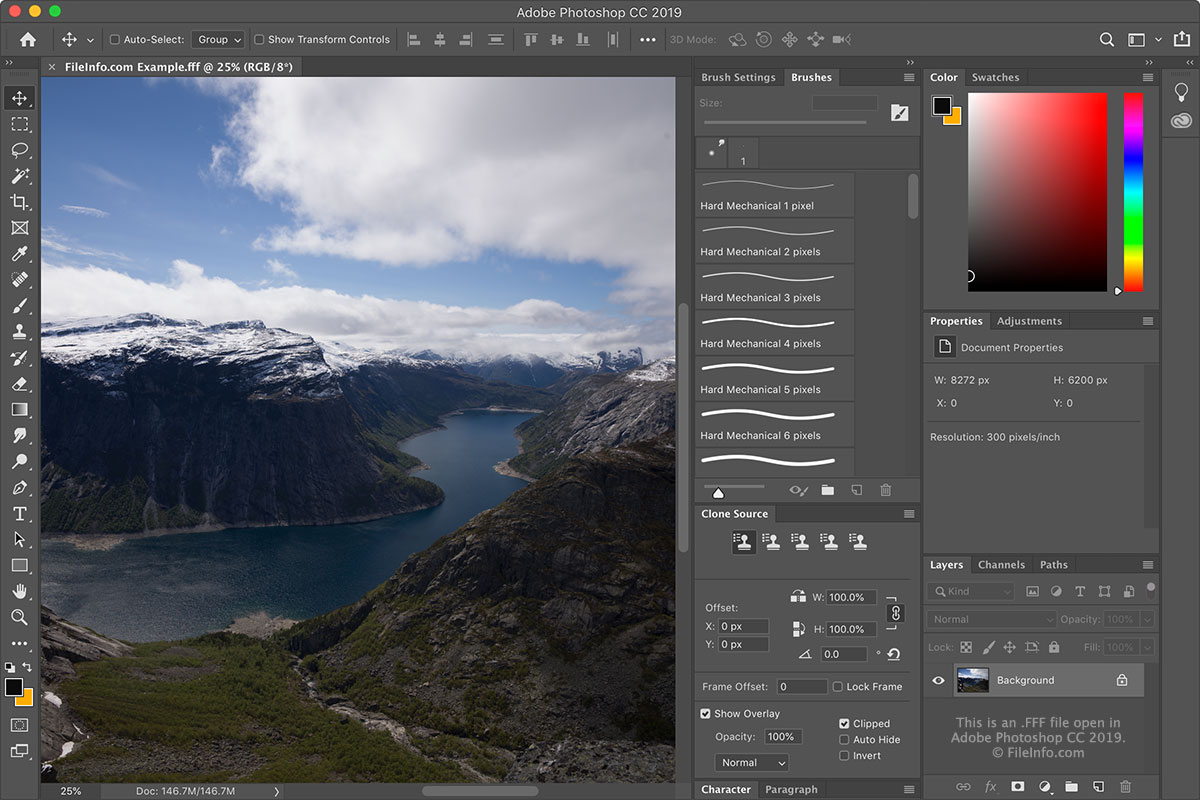 Adobe Photoshop CC 2019
Auto-Select: Group Show Transform Controls 3D Mode:
FileInfo.com Example.fff @ 25% (RGB/8*)
Brush Settings Brushes
Size:
1
Hard Mechanical 1 pixel
Hard Mechanical 2 pixels
Hard Mechanical 3 pixels
Hard Mechanical 4 pixels
Hard Mechanical 5 pixels
Hard Mechanical 6 pixels
Clone Source
Offset:
X: 0 px
Y: 0 px
W: 100.0%
H: 100.0%
0.0 °
Frame Offset: 0 Lock Frame
Show Overlay
Opacity: 100%
Normal
Clipped
Auto Hide
Invert
Character Paragraph
Color Swatches
Properties Adjustments
Document Properties
W: 8272 px H: 6200 px
X: 0 Y: 0
Resolution: 300 pixels/inch
Layers Channels Paths
Kind
Normal Opacity: 100%
Lock: Fill: 100%
Background
This is an .FFF file open in
Adobe Photoshop CC 2019.
© FileInfo.com
fx
25% Doc: 146.7M/146.7M